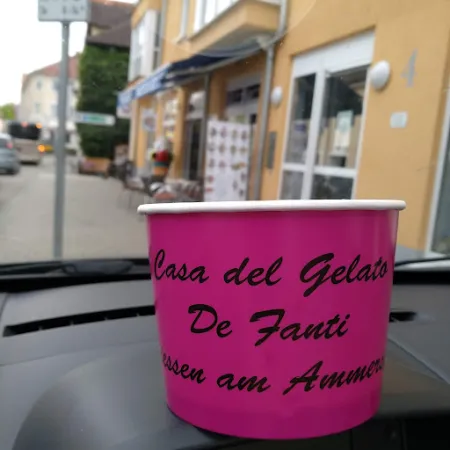 Casa del Gelato
De Fanti
essen am Ammers